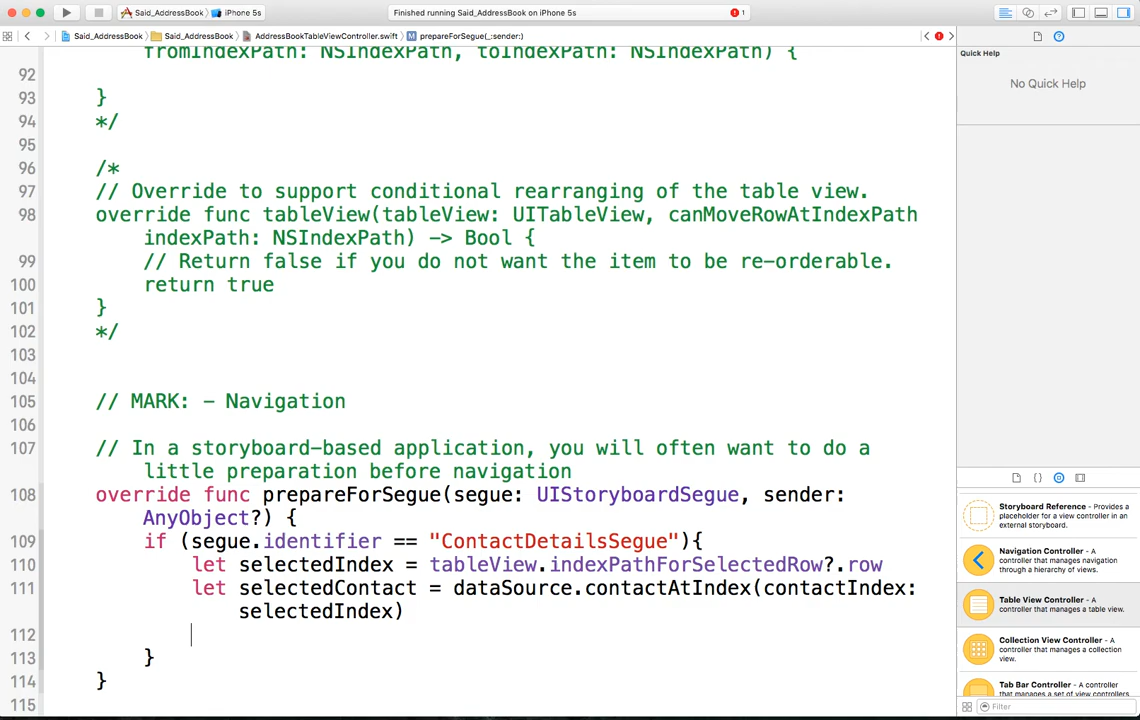 Said_AddressBook
iPhone 5s
Finished running Said_AddressBook on iPhone 5s
1
Said_AddressBook
Said_AddressBook
AddressBookTableViewController.swift
M prepareForSegue(_:sender:)
fromIndexPath: NSIndexPath, toIndexPath: NSIndexPath) {
92
93 }
94 */
95
96 /*
97 // Override to support conditional rearranging of the table view.
98 override func tableView(tableView: UITableView, canMoveRowAtIndexPath
indexPath: NSIndexPath) -> Bool {
99 // Return false if you do not want the item to be re-orderable.
100 return true
101 }
102 */
103
104
105 // MARK: - Navigation
106
107 // In a storyboard-based application, you will often want to do a
little preparation before navigation
108 override func prepareForSegue(segue: UIStoryboardSegue, sender:
AnyObject?) {
109 if (segue.identifier == "ContactDetailsSegue"){
110 let selectedIndex = tableView.indexPathForSelectedRow?.row
111 let selectedContact = dataSource.contactAtIndex(contactIndex:
selectedIndex)
112
113 }
114 }
115
Quick Help
No Quick Help
Storyboard Reference - Provides a
placeholder for a view controller in an
external storyboard.
Navigation Controller - A
controller that manages navigation
through a hierarchy of views.
Table View Controller - A
controller that manages a table view.
Collection View Controller - A
controller that manages a collection
view.
Tab Bar Controller - A controller
that manages a set of view controllers
Filter